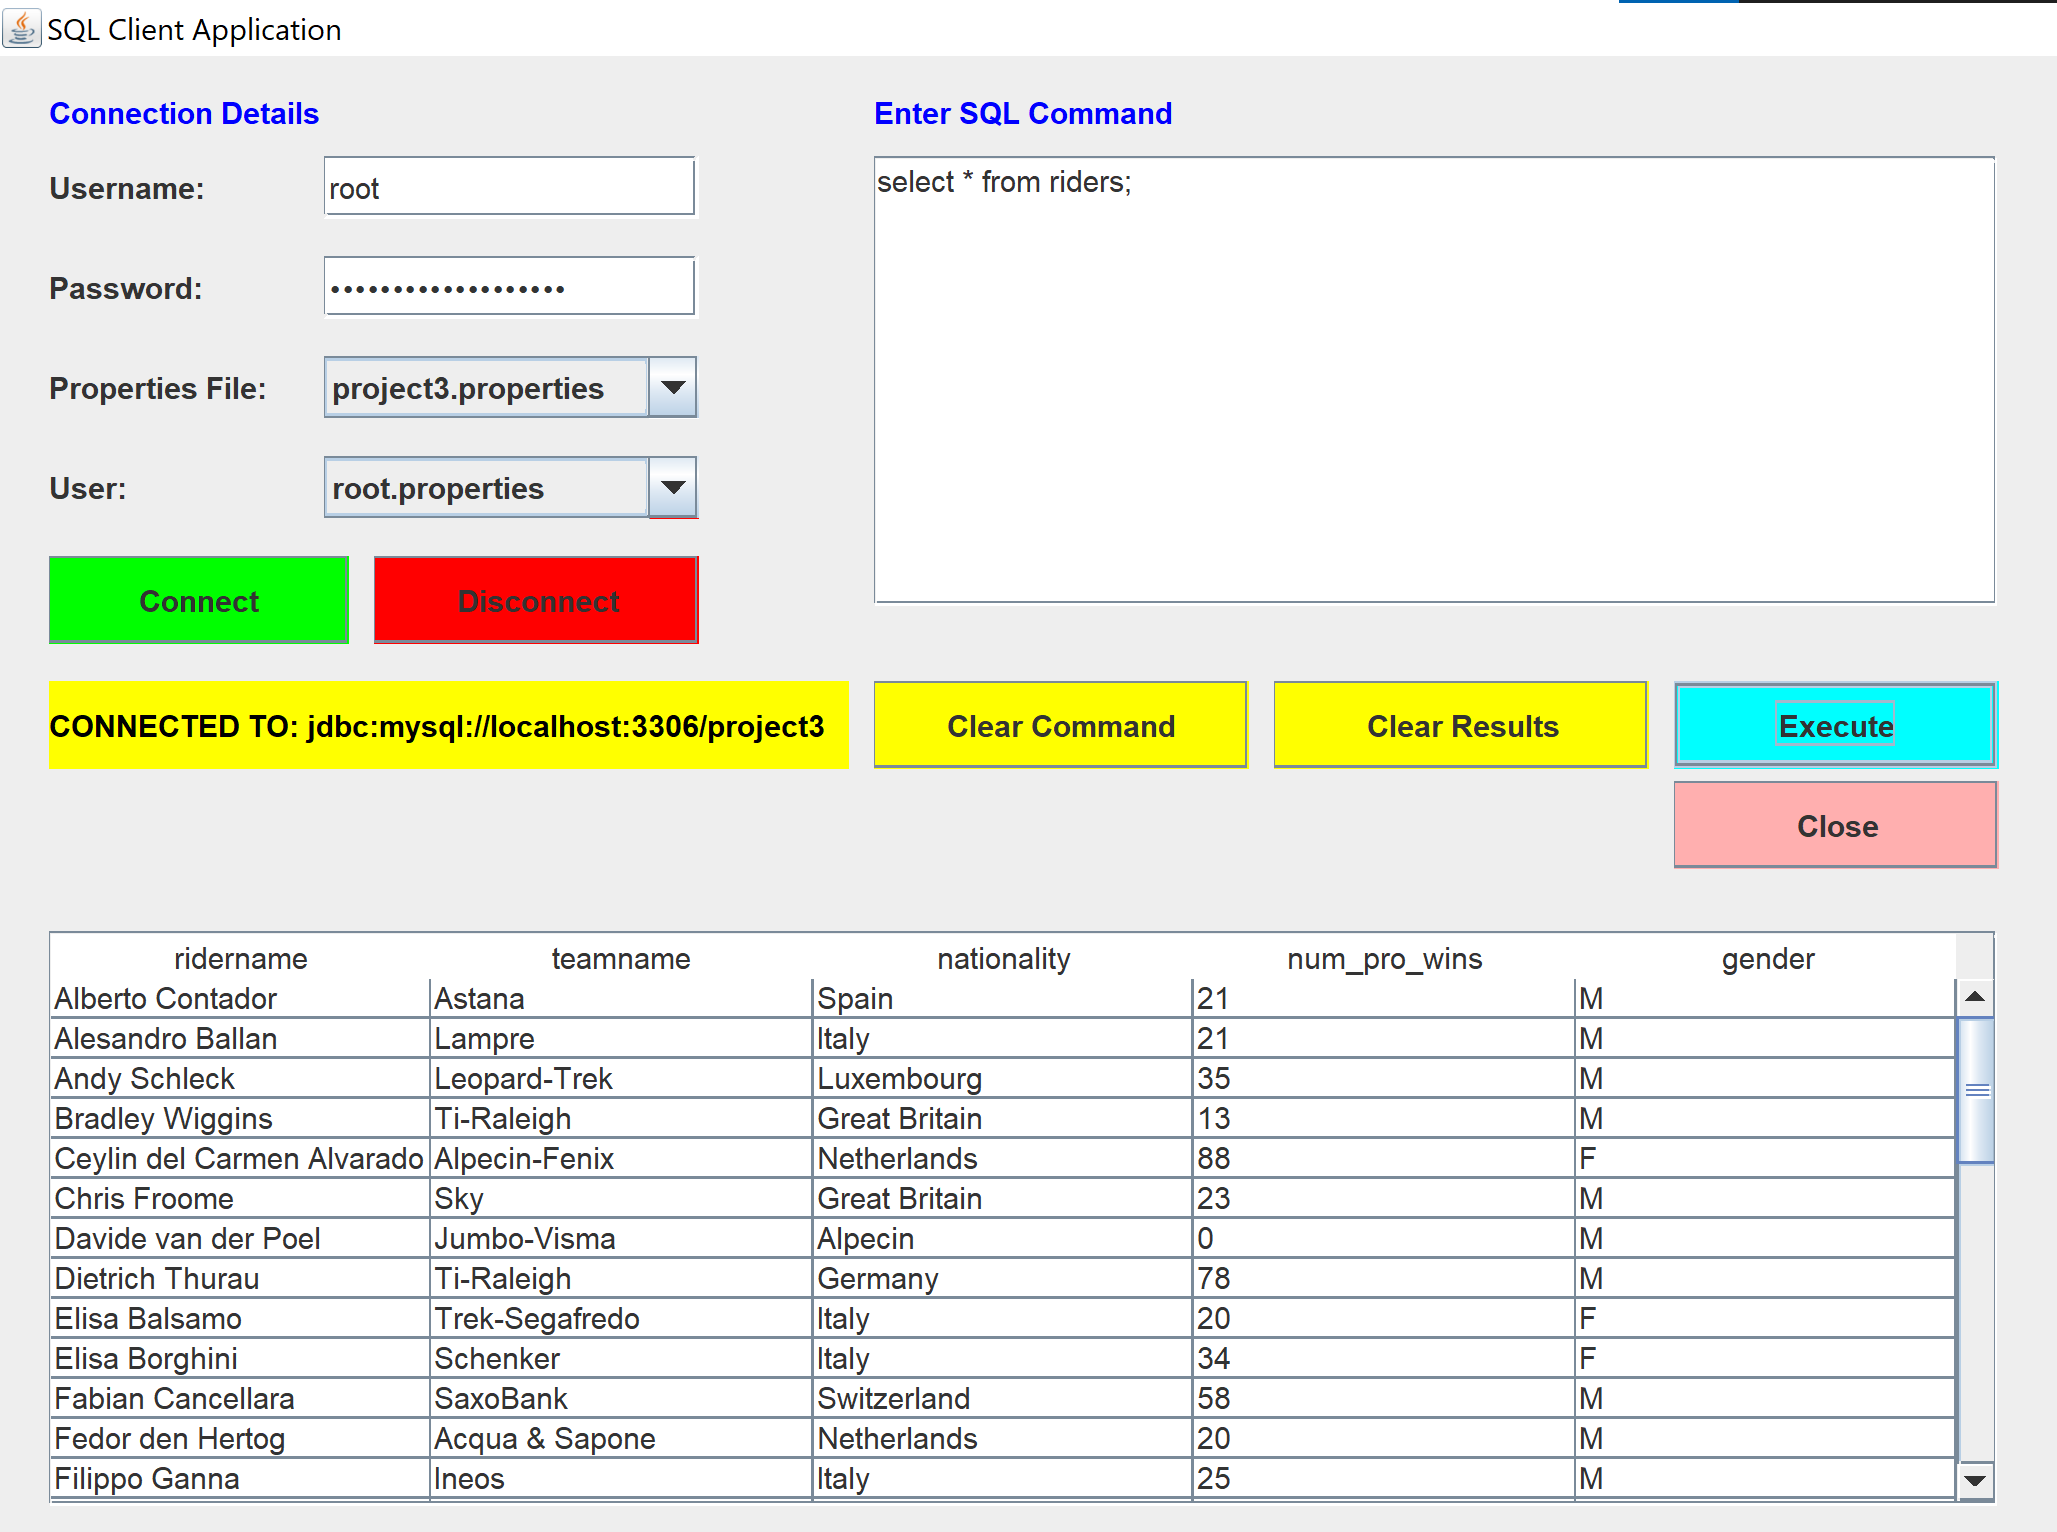 SQL Client Application
Connection Details
Username: root
Password: •••••••••••••••••••
Properties File: project3.properties
User: root.properties
Connect Disconnect
Enter SQL Command
select * from riders;
CONNECTED TO: jdbc:mysql://localhost:3306/project3
Clear Command Clear Results Execute
Close
ridername teamname nationality num_pro_wins gender
Alberto Contador Astana Spain 21 M
Alesandro Ballan Lampre Italy 21 M
Andy Schleck Leopard-Trek Luxembourg 35 M
Bradley Wiggins Ti-Raleigh Great Britain 13 M
Ceylin del Carmen Alvarado Alpecin-Fenix Netherlands 88 F
Chris Froome Sky Great Britain 23 M
Davide van der Poel Jumbo-Visma Alpecin 0 M
Dietrich Thurau Ti-Raleigh Germany 78 M
Elisa Balsamo Trek-Segafredo Italy 20 F
Elisa Borghini Schenker Italy 34 F
Fabian Cancellara SaxoBank Switzerland 58 M
Fedor den Hertog Acqua & Sapone Netherlands 20 M
Filippo Ganna Ineos Italy 25 M